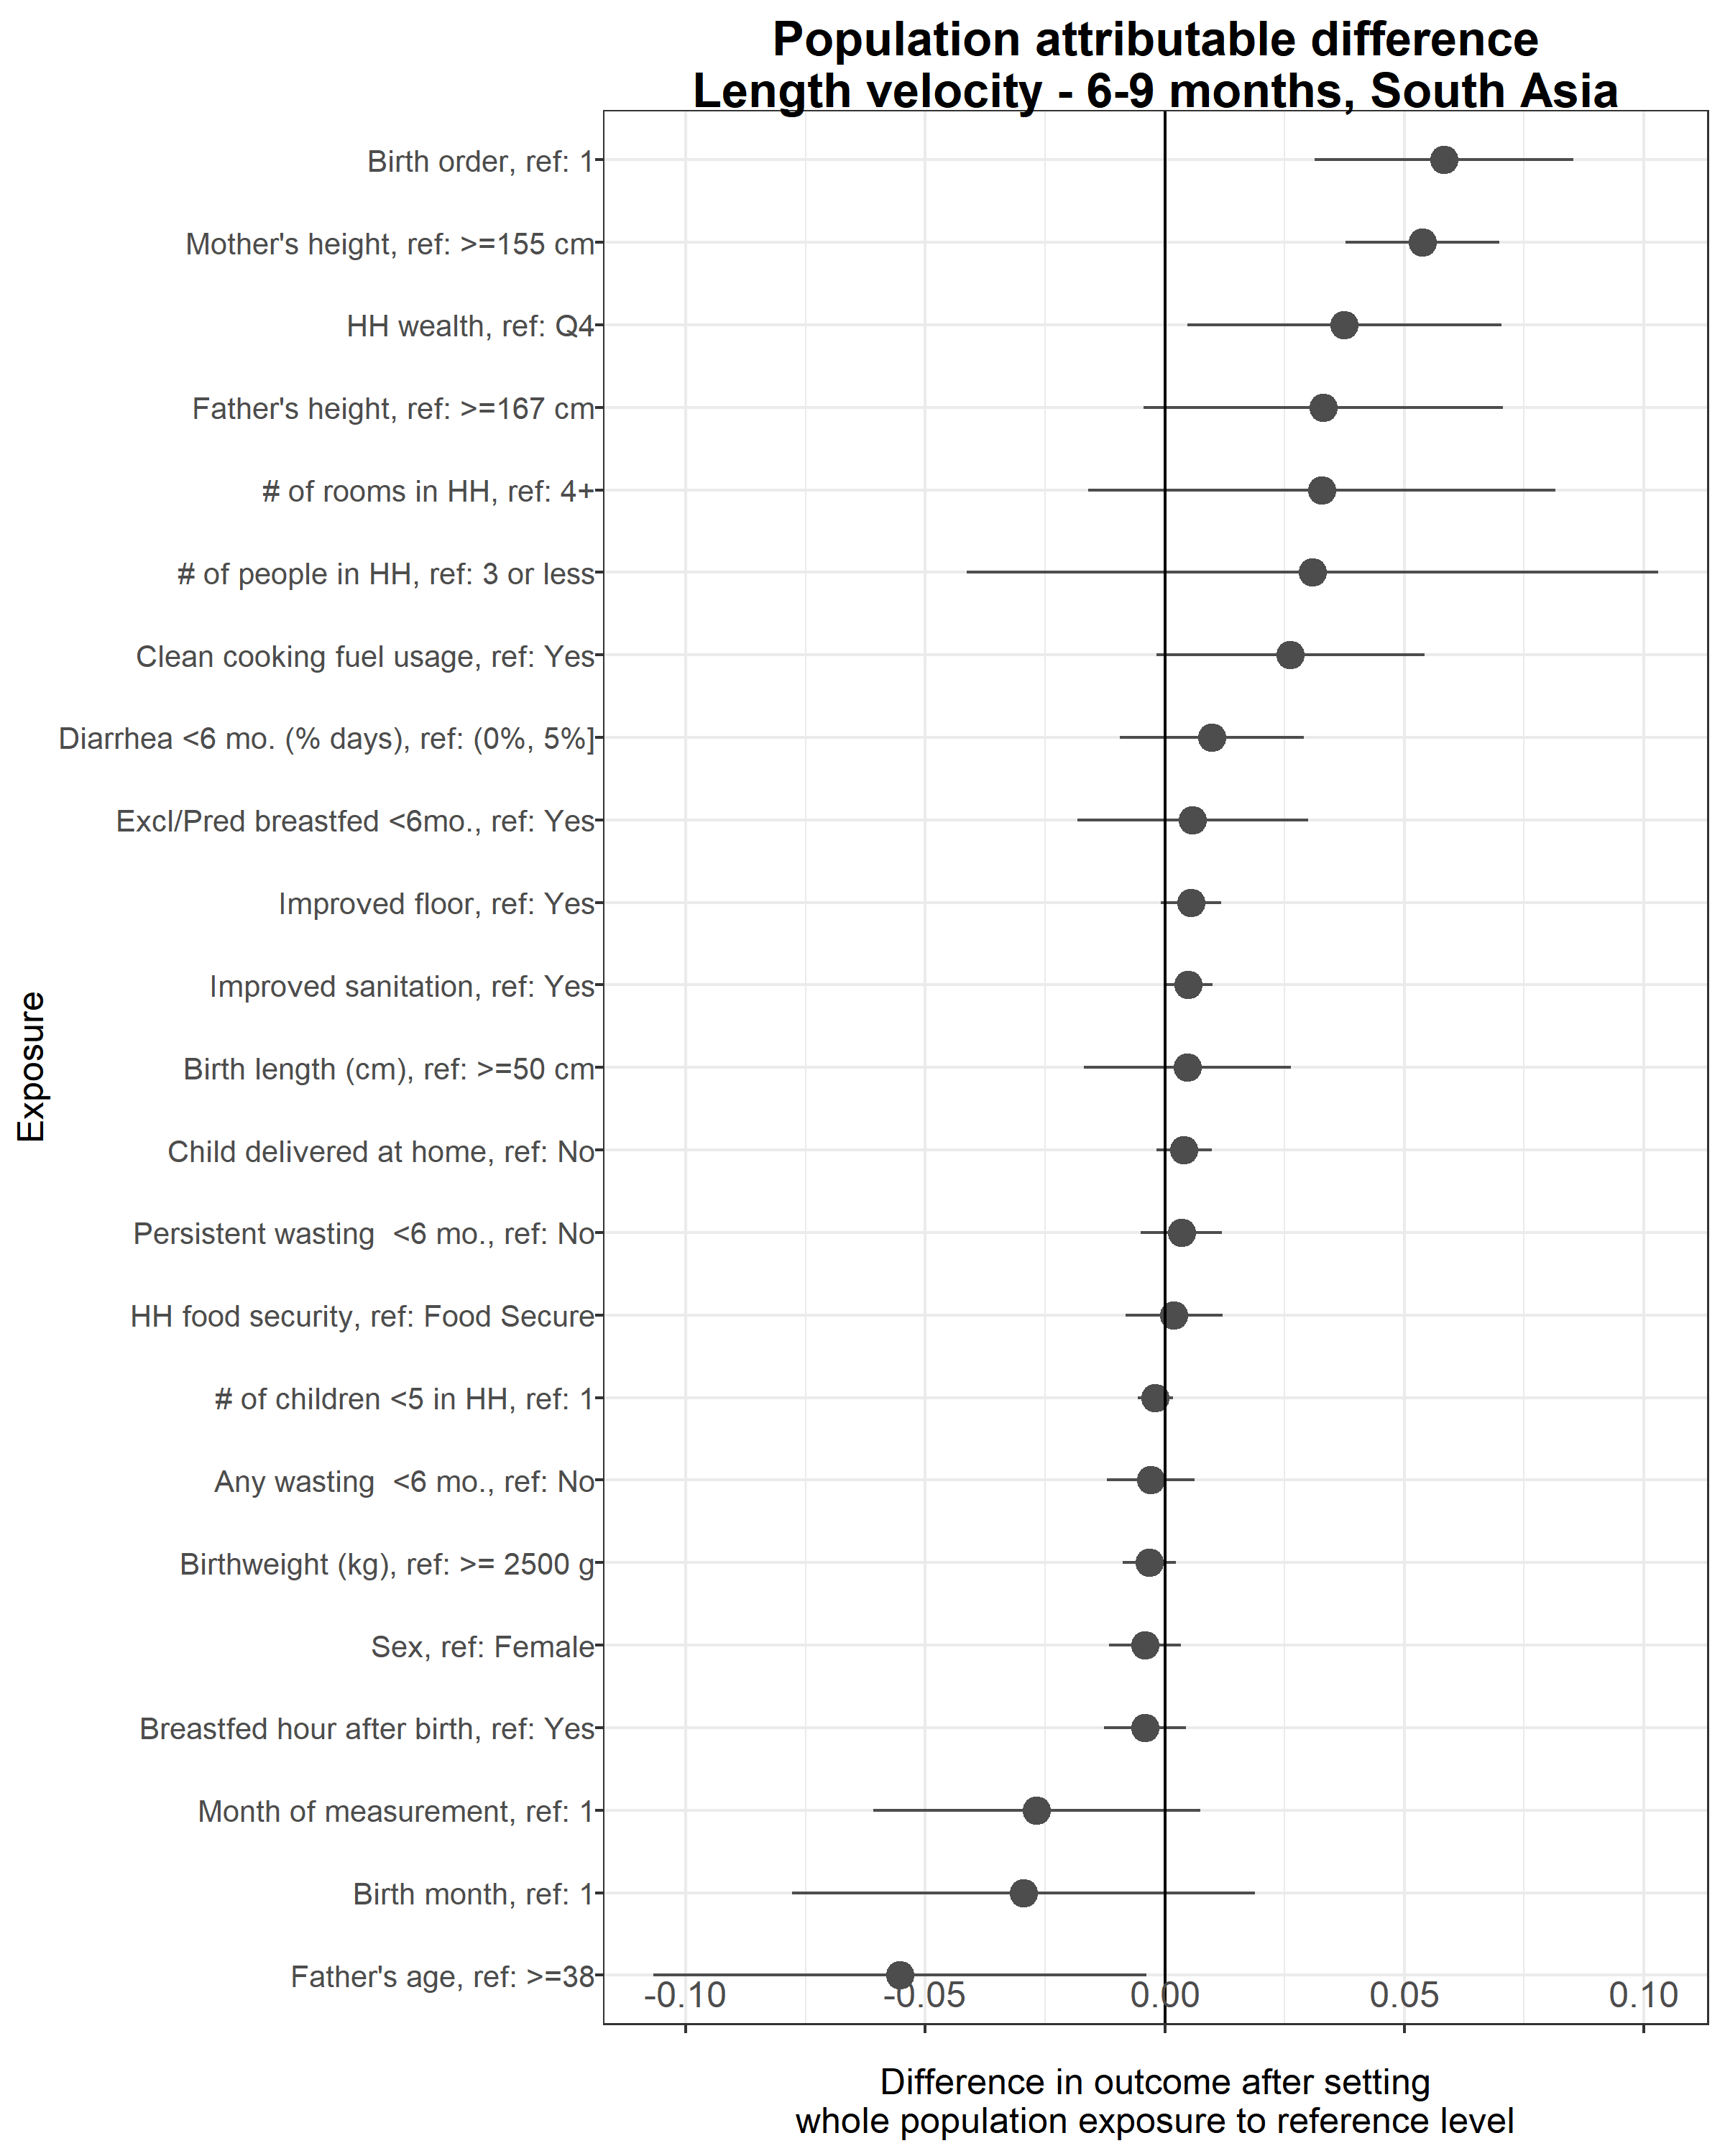 Population attributable difference
Length velocity - 6-9 months, South Asia
Exposure
Birth order, ref: 1
Mother's height, ref: >=155 cm
HH wealth, ref: Q4
Father's height, ref: >=167 cm
# of rooms in HH, ref: 4+
# of people in HH, ref: 3 or less
Clean cooking fuel usage, ref: Yes
Diarrhea <6 mo. (% days), ref: (0%, 5%]
Excl/Pred breastfed <6mo., ref: Yes
Improved floor, ref: Yes
Improved sanitation, ref: Yes
Birth length (cm), ref: >=50 cm
Child delivered at home, ref: No
Persistent wasting  <6 mo., ref: No
HH food security, ref: Food Secure
# of children <5 in HH, ref: 1
Any wasting  <6 mo., ref: No
Birthweight (kg), ref: >= 2500 g
Sex, ref: Female
Breastfed hour after birth, ref: Yes
Month of measurement, ref: 1
Birth month, ref: 1
Father's age, ref: >=38
-0.10 -0.05 0.00 0.05 0.10
Difference in outcome after setting
whole population exposure to reference level